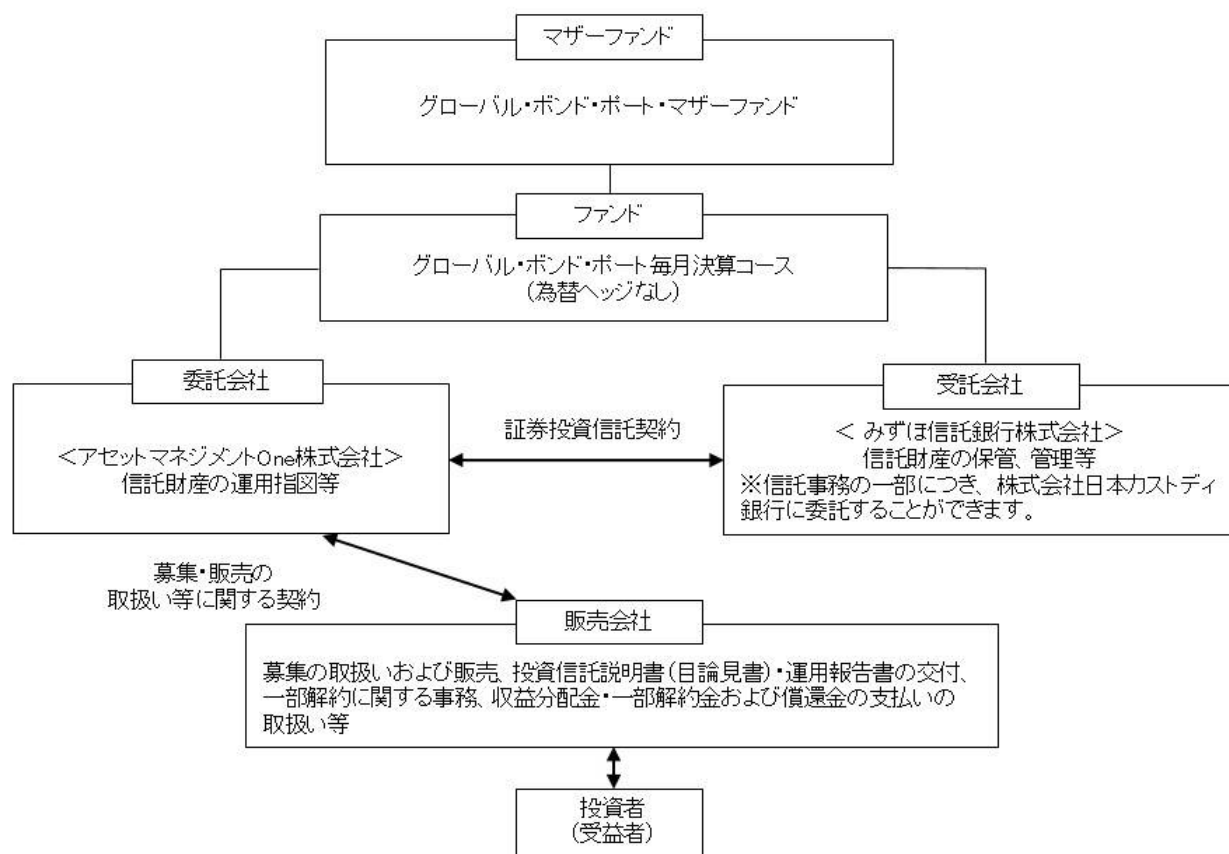 マザーファンド
グローバル・ボンド・ポート・マザーファンド
ファンド
グローバル・ボンド・ポート毎月決算コース
(為替ヘッジなし)
委託会社
<アセットマネジメントOne株式会社>
信託財産の運用指図等
証券投資信託契約
受託会社
< みずほ信託銀行株式会社>
信託財産の保管、管理等
※信託事務の一部につき、株式会社日本カストディ
銀行に委託することができます。
募集・販売の
取扱い等に関する契約
販売会社
募集の取扱いおよび販売、投資信託説明書(目論見書)・運用報告書の交付、
一部解約に関する事務、収益分配金・一部解約金および償還金の支払いの
取扱い等
投資者
(受益者)